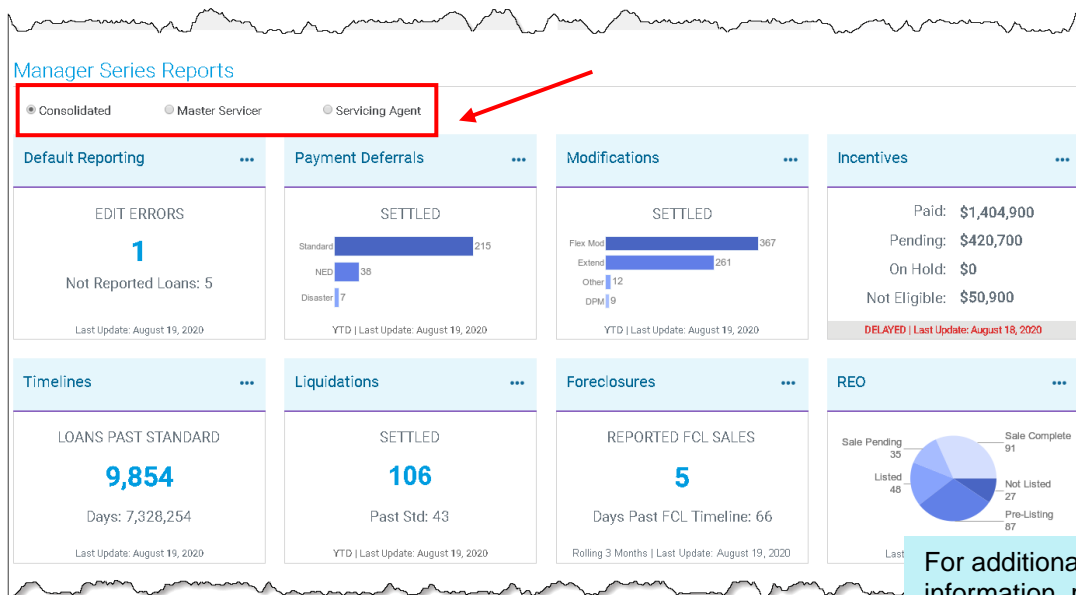 Manager Series Reports
Consolidated Master Servicer Servicing Agent
Default Reporting ...
EDIT ERRORS
1
Not Reported Loans: 5
Last Update: August 19, 2020
Payment Deferrals ...
SETTLED
Standard 215
NED 38
Disaster 7
YTD | Last Update: August 19, 2020
Modifications ...
SETTLED
Flex Mod 367
Extend 261
Other 12
DPM 9
YTD | Last Update: August 19, 2020
Incentives ...
Paid: $1,404,900
Pending: $420,700
On Hold: $0
Not Eligible: $50,900
DELAYED | Last Update: August 18, 2020
Timelines ...
LOANS PAST STANDARD
9,854
Days: 7,328,254
Last Update: August 19, 2020
Liquidations ...
SETTLED
106
Past Std: 43
YTD | Last Update: August 19, 2020
Foreclosures ...
REPORTED FCL SALES
5
Days Past FCL Timeline: 66
Rolling 3 Months | Last Update: August 19, 2020
REO ...
Sale Pending
35
Sale Complete
91
Listed
48
Not Listed
27
Pre-Listing
87
Last
For additional
information,